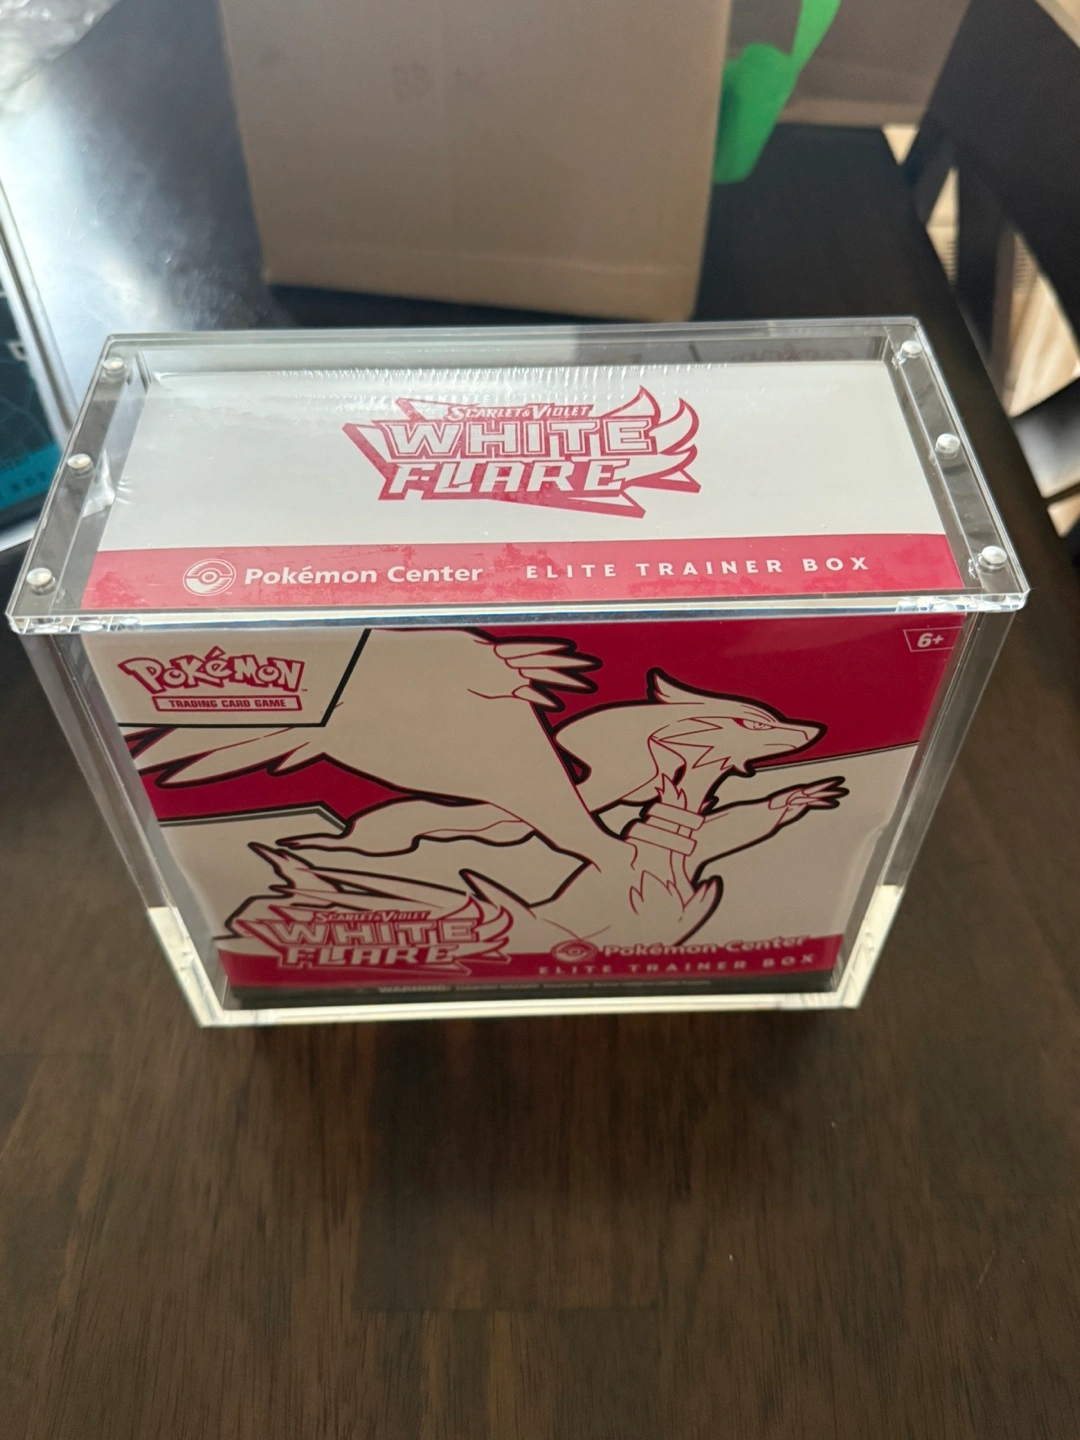 SCARLET & VIOLET
WHITE
FLARE
Pokémon Center ELITE TRAINER BOX
6+
POKéMON
TRADING CARD GAME
SCARLET & VIOLET
WHITE
FLARE
Pokémon Center
ELITE TRAINER BOX
WARNING: